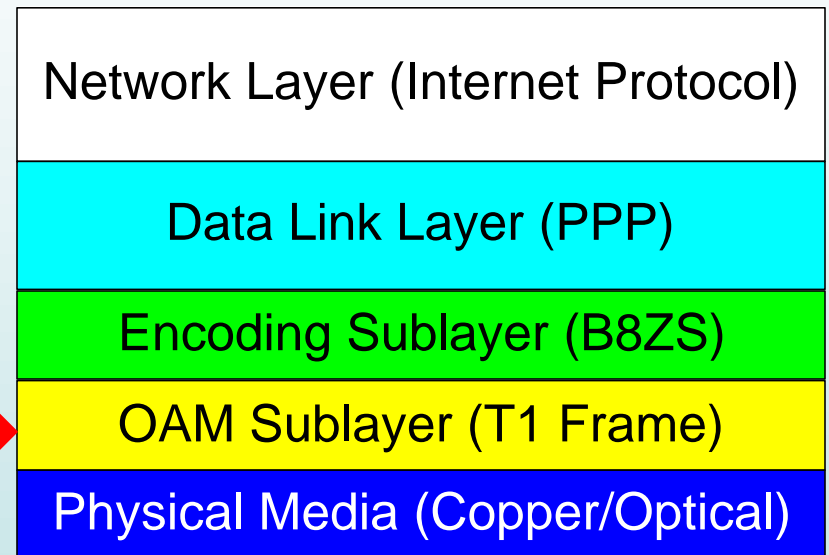 Network Layer (Internet Protocol)
Data Link Layer (PPP)
Encoding Sublayer (B8ZS)
OAM Sublayer (T1 Frame)
Physical Media (Copper/Optical)